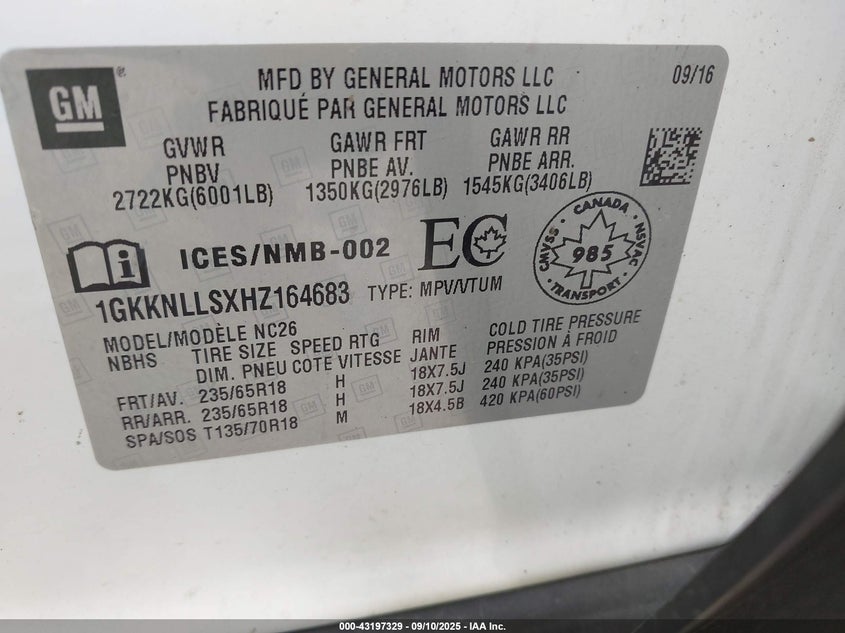 GM
MFD BY GENERAL MOTORS LLC
09/16
FABRIQUÉ PAR GENERAL MOTORS LLC
GVWR GAWR FRT GAWR RR
PNBV PNBE AV. PNBE ARR.
2722KG(6001LB) 1350KG(2976LB) 1545KG(3406LB)
ICES/NMB-002 EC
CANADA
CMVSS 985 NSVAC
TRANSPORT
1GKKNLLSXHZ164683 TYPE: MPV/VTUM
MODEL/MODÈLE NC26
NBHS TIRE SIZE SPEED RTG RIM COLD TIRE PRESSURE
DIM. PNEU COTE VITESSE JANTE PRESSION À FROID
FRT/AV. 235/65R18 H 18X7.5J 240 KPA(35PSI)
RR/ARR. 235/65R18 H 18X7.5J 240 KPA(35PSI)
SPA/SOS T135/70R18 M 18X4.5B 420 KPA(60PSI)
000-43197329 - 09/10/2025 - IAA Inc.